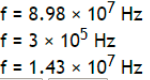 f = 8.98 × 10⁷ Hz
f = 3 × 10⁵ Hz
f = 1.43 × 10⁷ Hz